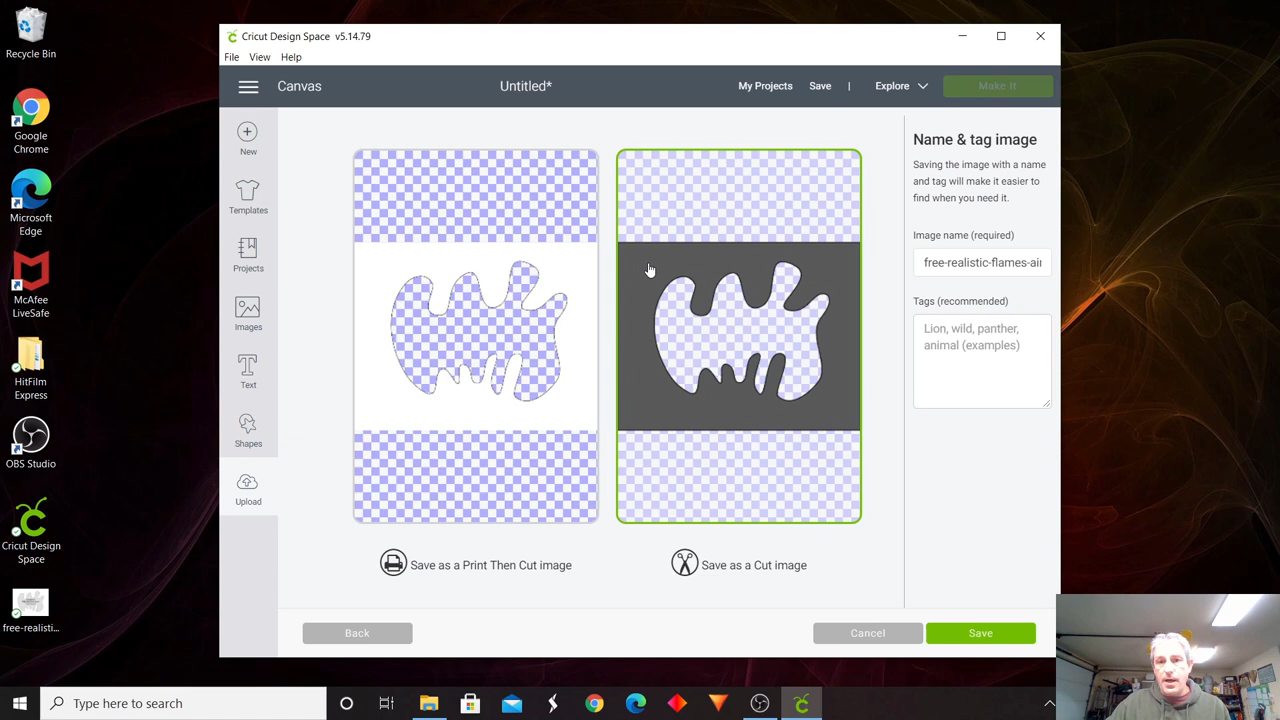 Recycle Bin
Google
Chrome
Microsoft
Edge
McAfee
LiveSafe
HitFilm
Express
OBS Studio
Cricut Design
Space
free-realisti...
Cricut Design Space v5.14.79
File View Help
Canvas
Untitled*
My Projects Save | Explore Make It
New
Templates
Projects
Images
Text
Shapes
Upload
Save as a Print Then Cut image
Save as a Cut image
Name & tag image
Saving the image with a name
and tag will make it easier to
find when you need it.
Image name (required)
free-realistic-flames-air
Tags (recommended)
Lion, wild, panther,
animal (examples)
Back
Cancel
Save
Type here to search